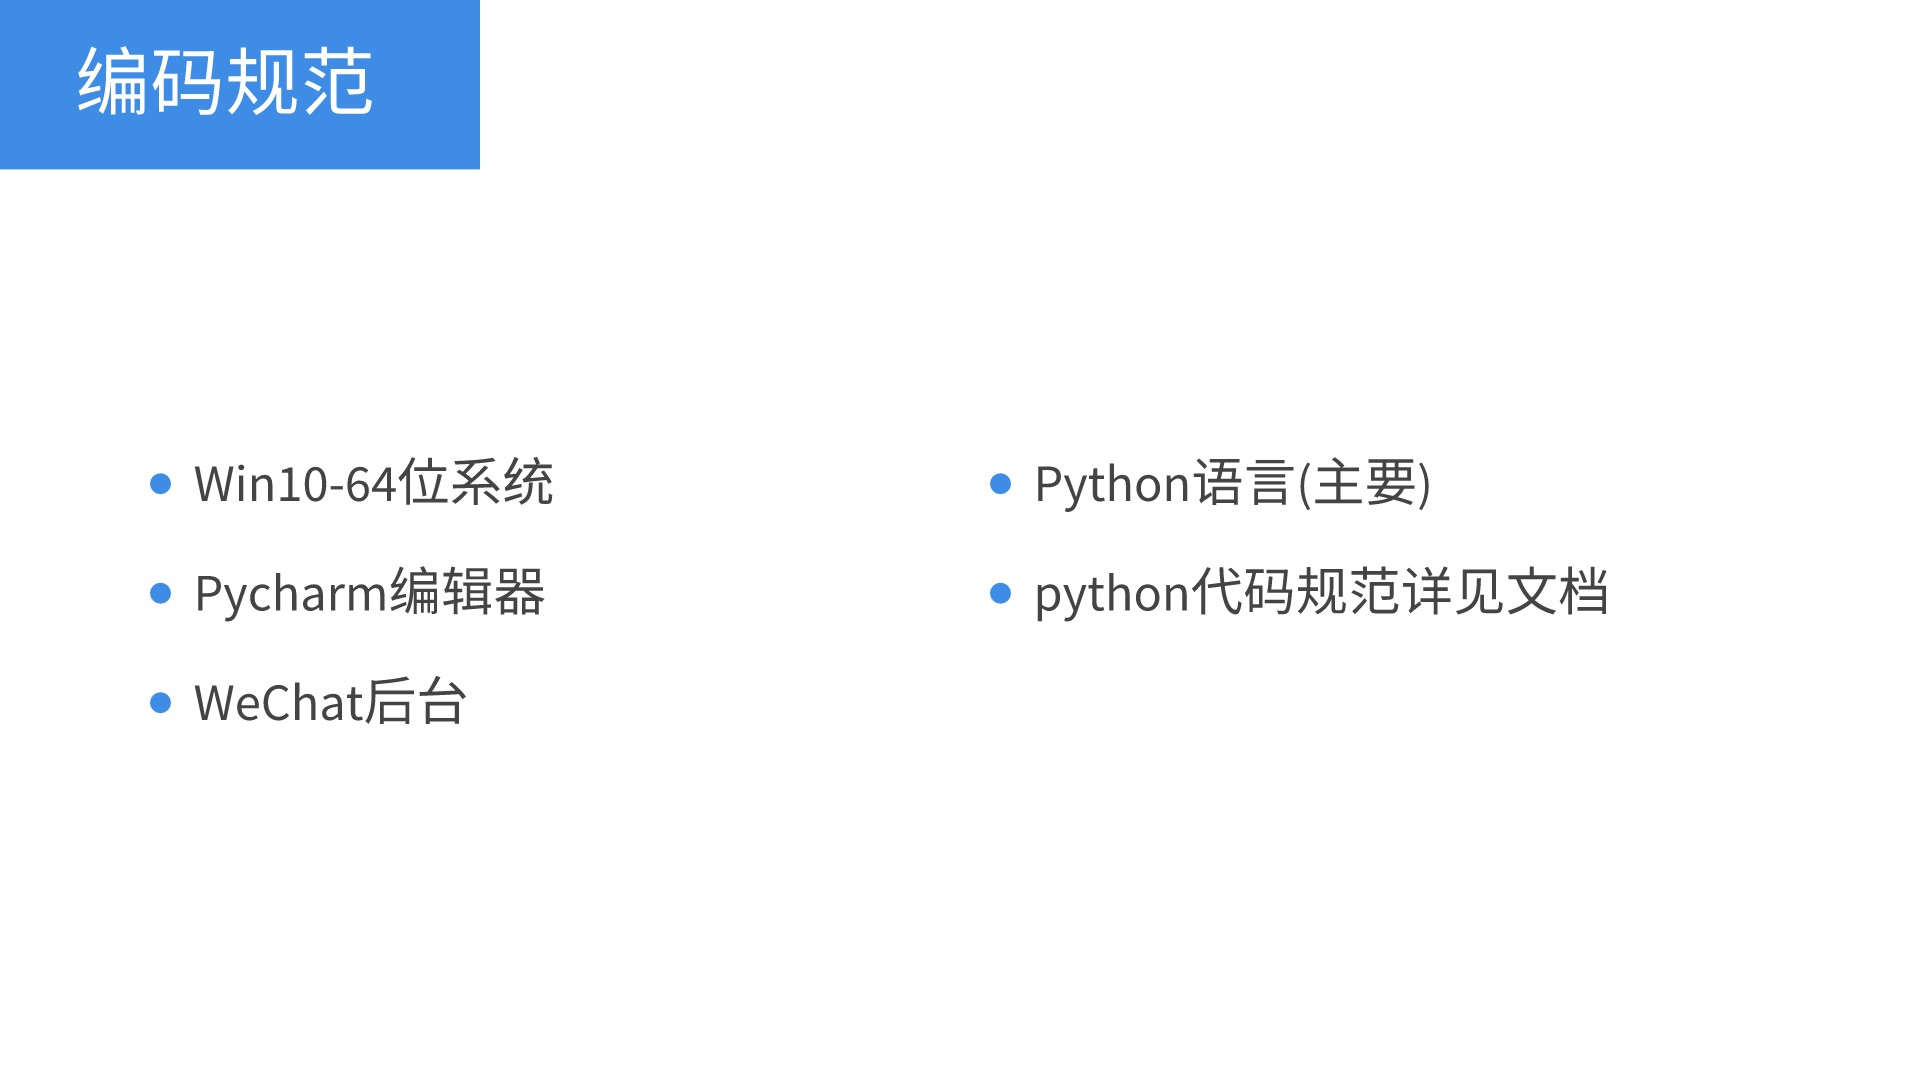 编码规范
Win10-64位系统
Pycharm编辑器
WeChat后台
Python语言(主要)
python代码规范详见文档